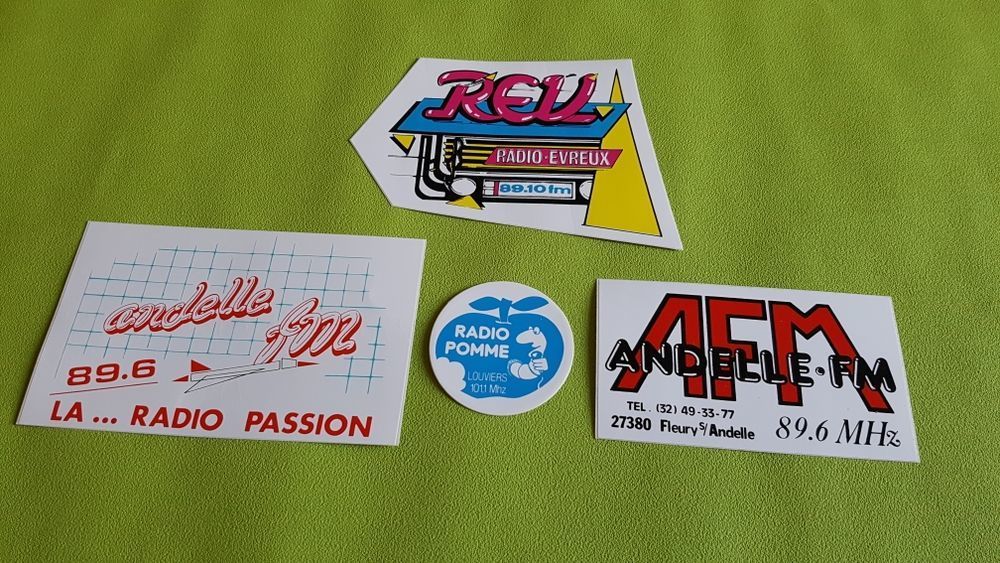 REV
RADIO·EVREUX
89.10 fm
andelle
fm
89.6
LA ... RADIO PASSION
RADIO
POMME
LOUVIERS
101.1 Mhz
AFM
ANDELLE·FM
TEL. (32) 49-33-77
27380 Fleury S/Andelle
89.6 MHz